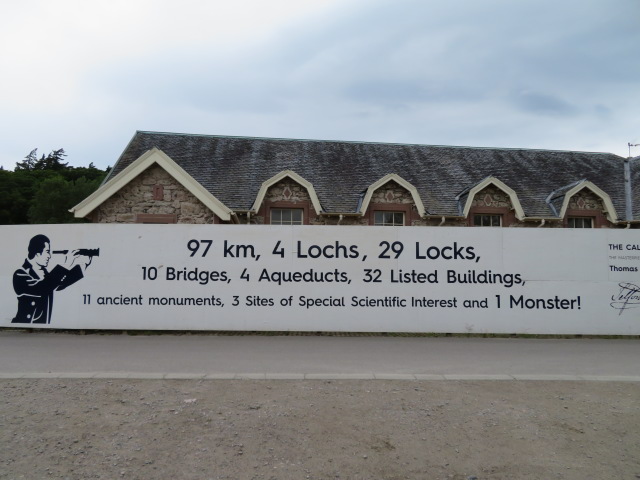 97 km, 4 Lochs, 29 Locks,
10 Bridges, 4 Aqueducts, 32 Listed Buildings,
11 ancient monuments, 3 Sites of Special Scientific Interest and 1 Monster!
THE CAL
Thomas
Telford